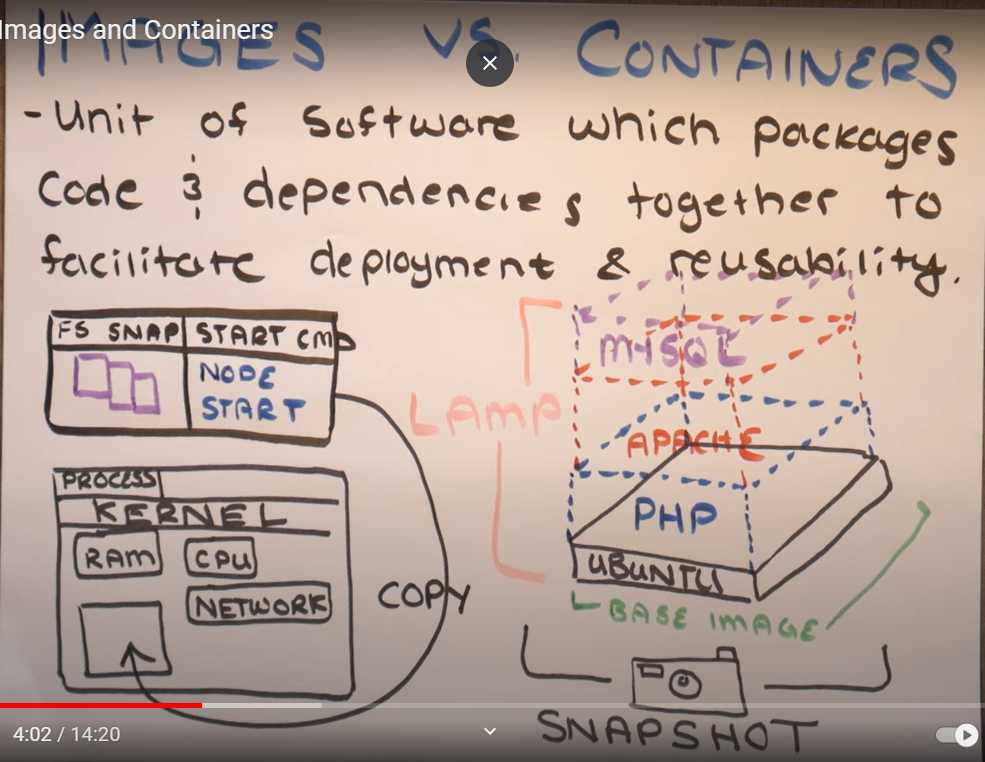 Images and Containers
IMAGES VS. CONTAINERS
- Unit of software which packages
Code & dependencies together to
facilitate deployment & reusability.
FS SNAP START CMD
NODE
START
PROCESS
KERNEL
RAM CPU
NETWORK
COPY
LAMP
MYSQL
APACHE
PHP
UBUNTU
BASE IMAGE
SNAPSHOT
4:02 / 14:20